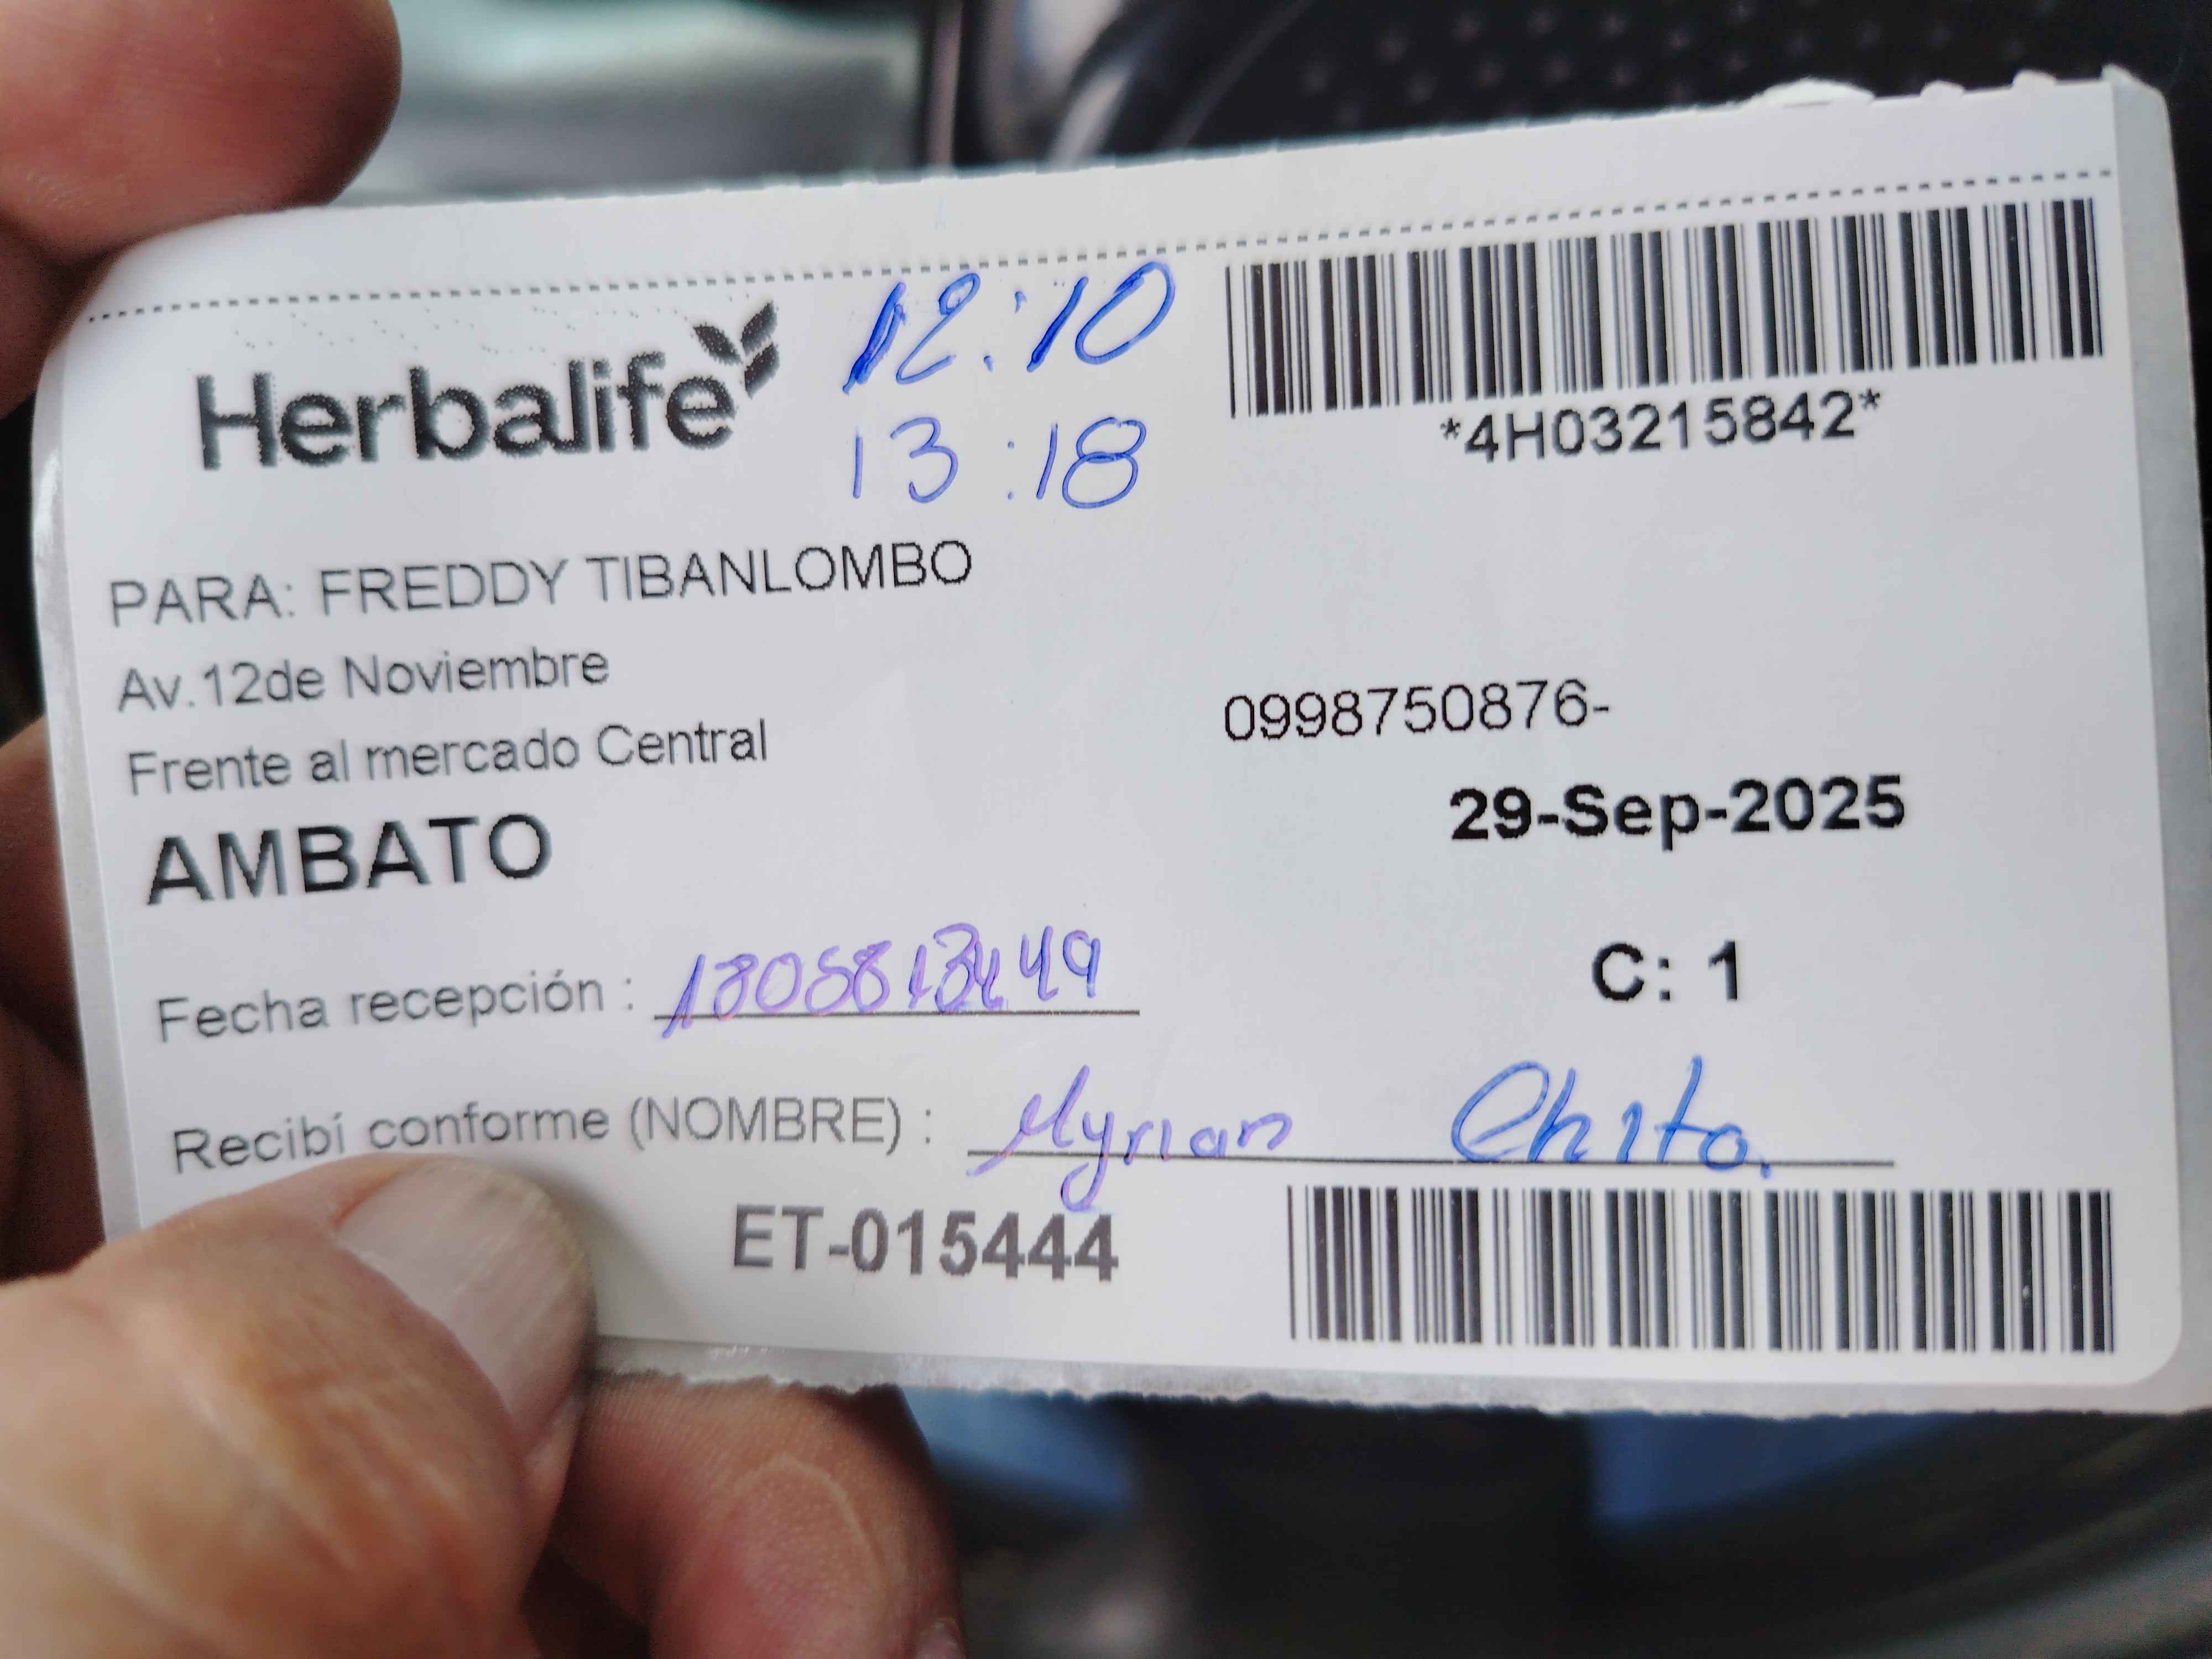 Herbalife
12:10
13:18
*4H03215842*
PARA: FREDDY TIBANLOMBO
Av.12de Noviembre
Frente al mercado Central
AMBATO
0998750876-
29-Sep-2025
C: 1
Fecha recepción :
Recibí conforme (NOMBRE) : Myrian Chito.
ET-015444